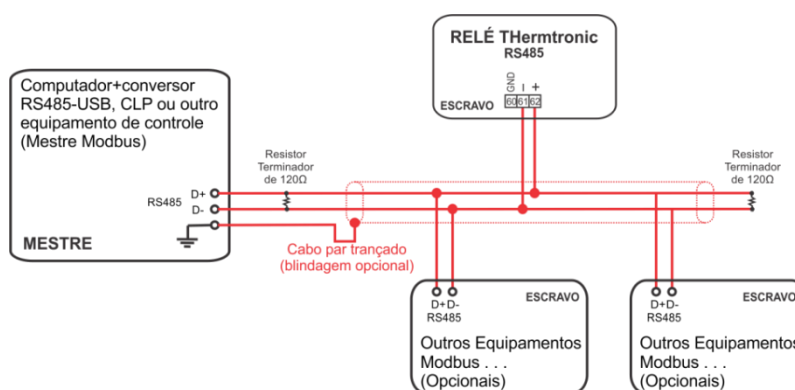 RELÉ THermtronic
RS485
GND
− +
ESCRAVO 60 61 62
Computador+conversor
RS485-USB, CLP ou outro
equipamento de controle
(Mestre Modbus)
RS485
D+
D-
MESTRE
Resistor
Terminador
de 120Ω
Resistor
Terminador
de 120Ω
Cabo par trançado
(blindagem opcional)
D+ D-
RS485
ESCRAVO
Outros Equipamentos
Modbus . . .
(Opcionais)
D+ D-
RS485
ESCRAVO
Outros Equipamentos
Modbus . . .
(Opcionais)